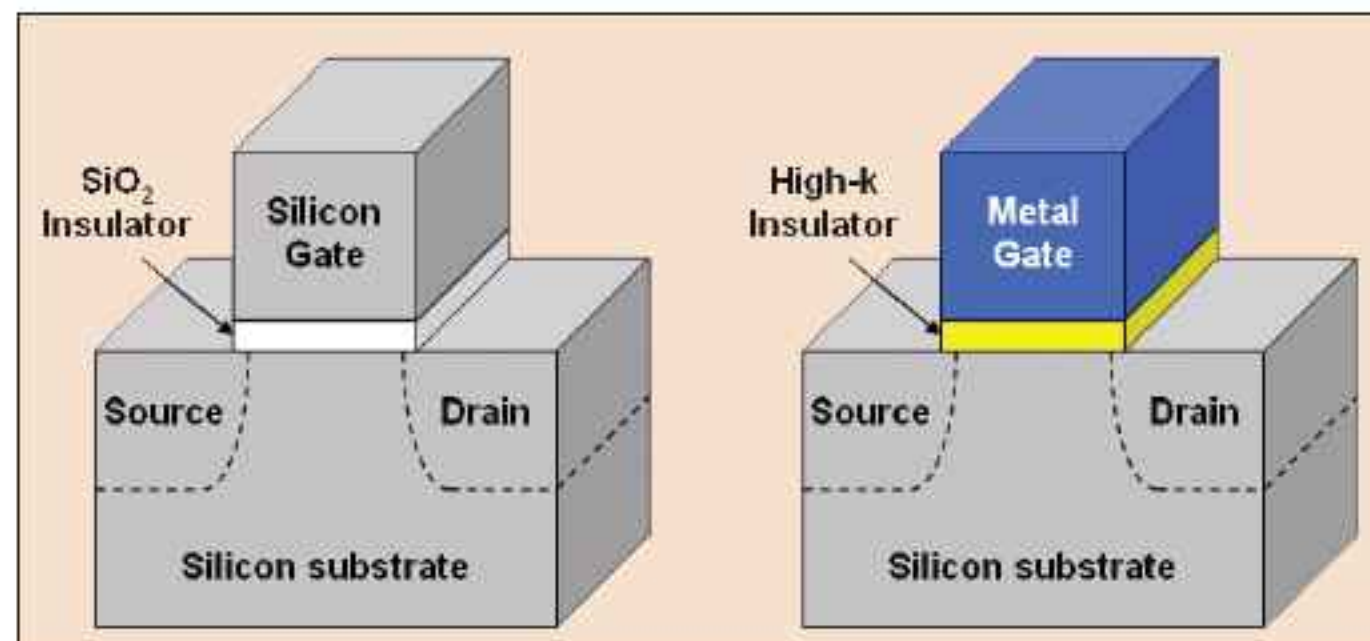 SiO₂
Insulator
Silicon
Gate
Source
Drain
Silicon substrate
High-k
Insulator
Metal
Gate
Source
Drain
Silicon substrate